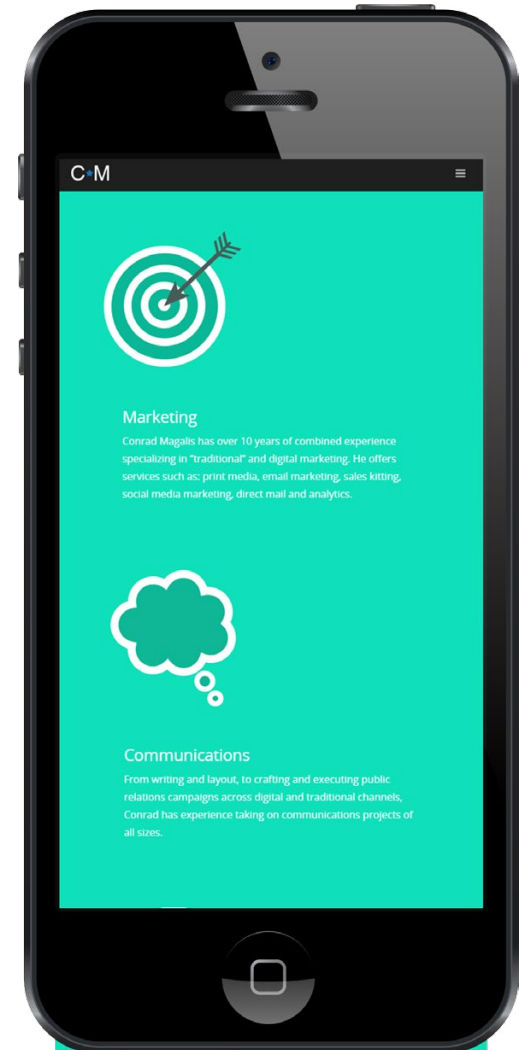 C*M
Marketing
Conrad Magalis has over 10 years of combined experience
specializing in "traditional" and digital marketing. He offers
services such as: print media, email marketing, sales kitting,
social media marketing, direct mail and analytics.
Communications
From writing and layout, to crafting and executing public
relations campaigns across digital and traditional channels,
Conrad has experience taking on communications projects of
all sizes.